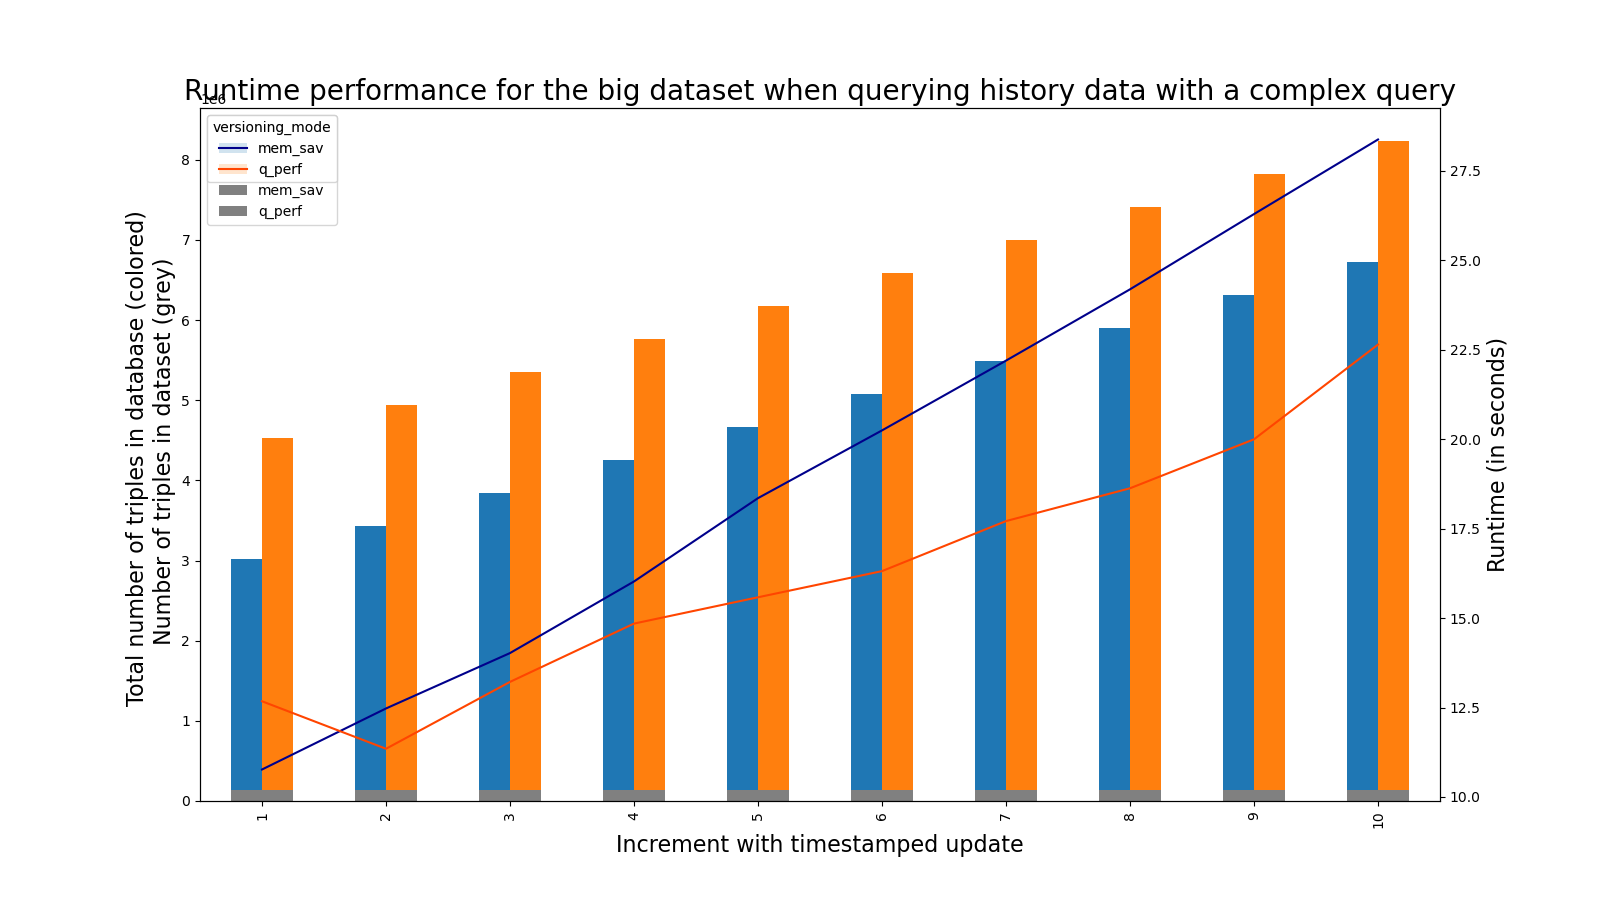 Runtime performance for the big dataset when querying history data with a complex query
1e6
versioning_mode
mem_sav
q_perf
mem_sav
q_perf
Total number of triples in database (colored)
Number of triples in dataset (grey)
8
7
6
5
4
3
2
1
0
27.5
25.0
22.5
20.0
17.5
15.0
12.5
10.0
Runtime (in seconds)
1 2 3 4 5 6 7 8 9 10
Increment with timestamped update